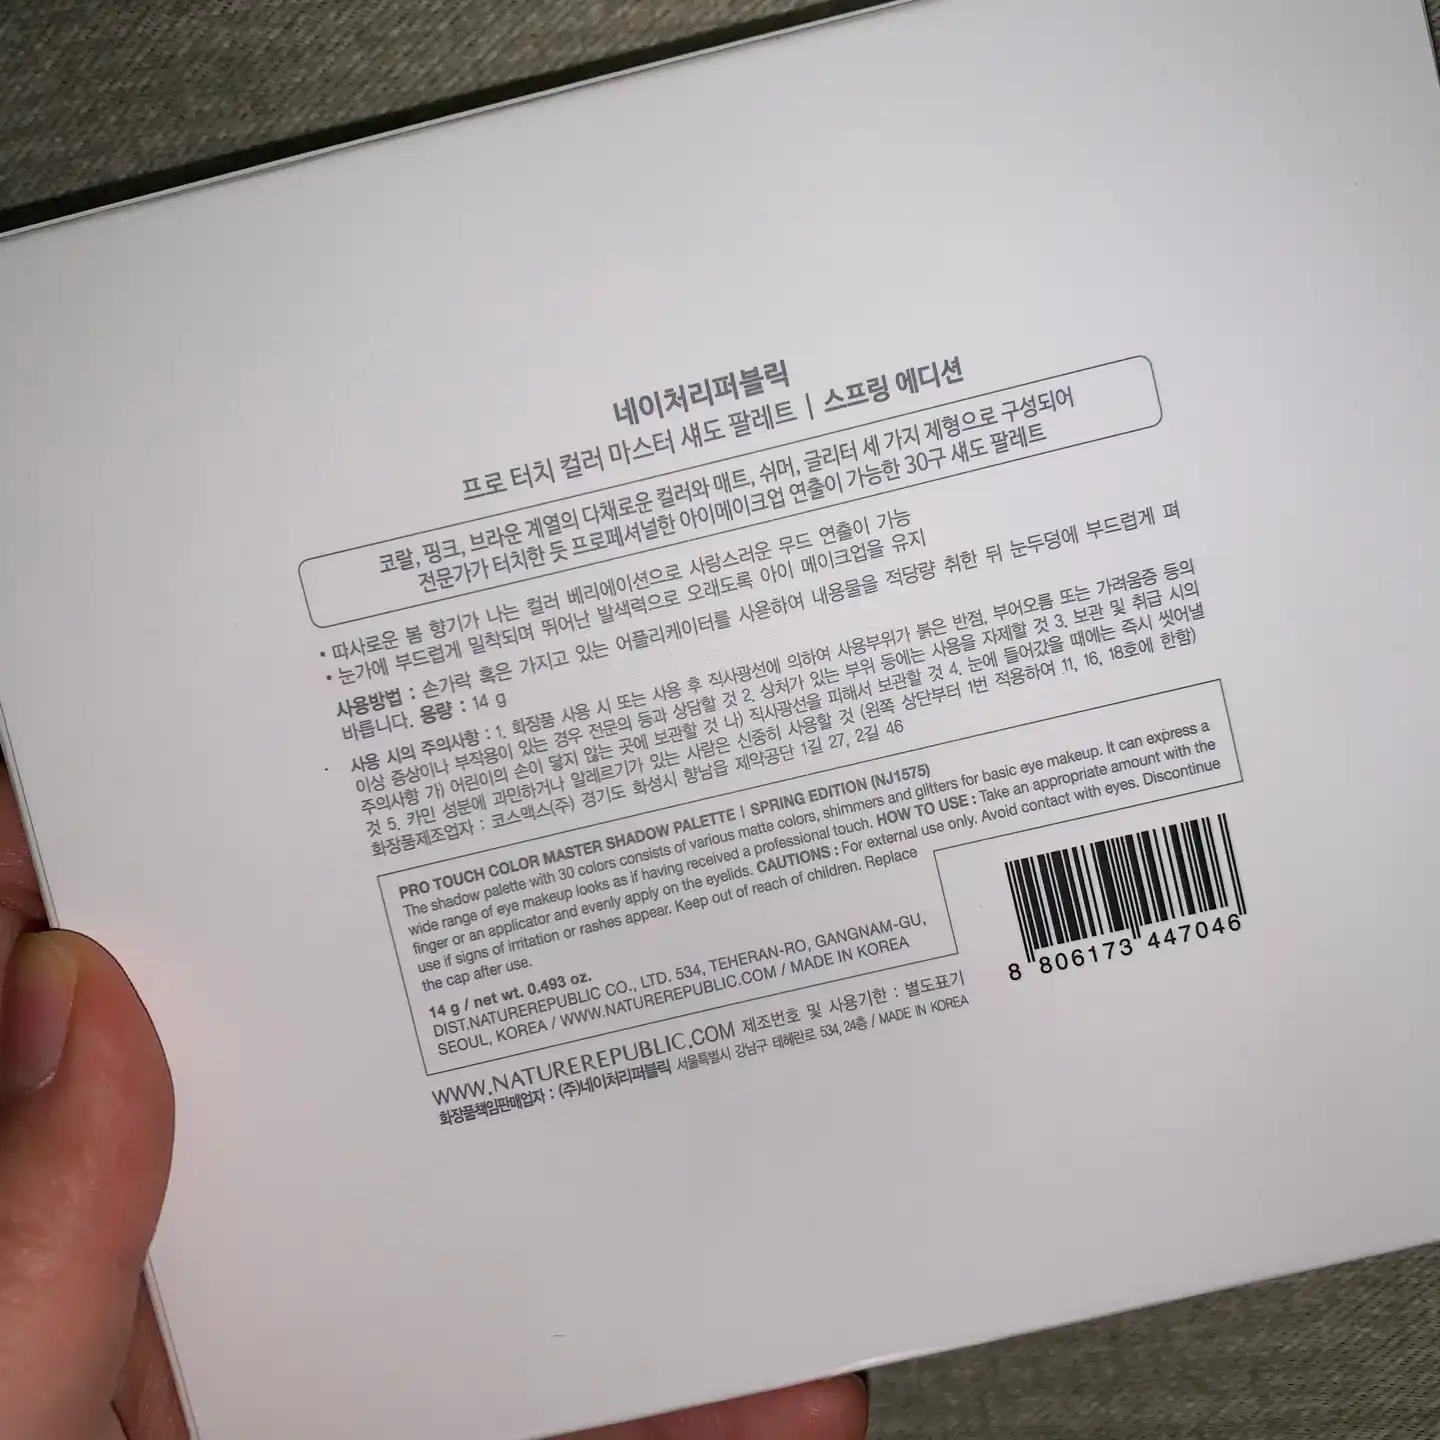 네이처리퍼블릭
프로 터치 컬러 마스터 섀도 팔레트 | 스프링 에디션
코랄, 핑크, 브라운 계열의 다채로운 컬러와 매트, 쉬머, 글리터 세 가지 제형으로 구성되어
전문가가 터치한 듯 프로페셔널한 아이메이크업 연출이 가능한 30구 섀도 팔레트
• 따사로운 봄 향기가 나는 컬러 베리에이션으로 사랑스러운 무드 연출이 가능
• 눈가에 부드럽게 밀착되며 뛰어난 발색력으로 오래도록 아이 메이크업을 유지
사용방법 : 손가락 혹은 가지고 있는 어플리케이터를 사용하여 내용물을 적당량 취한 뒤 눈두덩에 부드럽게 펴
바릅니다. 용량 : 14 g
사용 시의 주의사항 : 1. 화장품 사용 시 또는 사용 후 직사광선에 의하여 사용부위가 붉은 반점, 부어오름 또는 가려움증 등의
이상 증상이나 부작용이 있는 경우 전문의 등과 상담할 것 2. 상처가 있는 부위 등에는 사용을 자제할 것 3. 보관 및 취급 시의
주의사항 가) 어린이의 손이 닿지 않는 곳에 보관할 것 나) 직사광선을 피해서 보관할 것 4. 눈에 들어갔을 때에는 즉시 씻어낼
것 5. 카민 성분에 과민하거나 알레르기가 있는 사람은 신중히 사용할 것 (왼쪽 상단부터 1번 적용하여 11, 16, 18호에 한함)
화장품제조업자 : 코스맥스(주) 경기도 화성시 향남읍 제약공단 1길 27, 2길 46
PRO TOUCH COLOR MASTER SHADOW PALETTE | SPRING EDITION (NJ1575)
The shadow palette with 30 colors consists of various matte colors, shimmers and glitters for basic eye makeup. It can express a
wide range of eye makeup looks as if having received a professional touch. HOW TO USE : Take an appropriate amount with the
finger or an applicator and evenly apply on the eyelids. CAUTIONS : For external use only. Avoid contact with eyes. Discontinue
use if signs of irritation or rashes appear. Keep out of reach of children. Replace
the cap after use.
14 g / net wt. 0.493 oz.
DIST.NATUREREPUBLIC CO., LTD. 534, TEHERAN-RO, GANGNAM-GU,
SEOUL, KOREA / WWW.NATUREREPUBLIC.COM / MADE IN KOREA
WWW.NATUREREPUBLIC.COM 제조번호 및 사용기한 : 별도표기
화장품책임판매업자 : (주)네이처리퍼블릭 서울특별시 강남구 테헤란로 534, 24층 / MADE IN KOREA
8 806173 447046